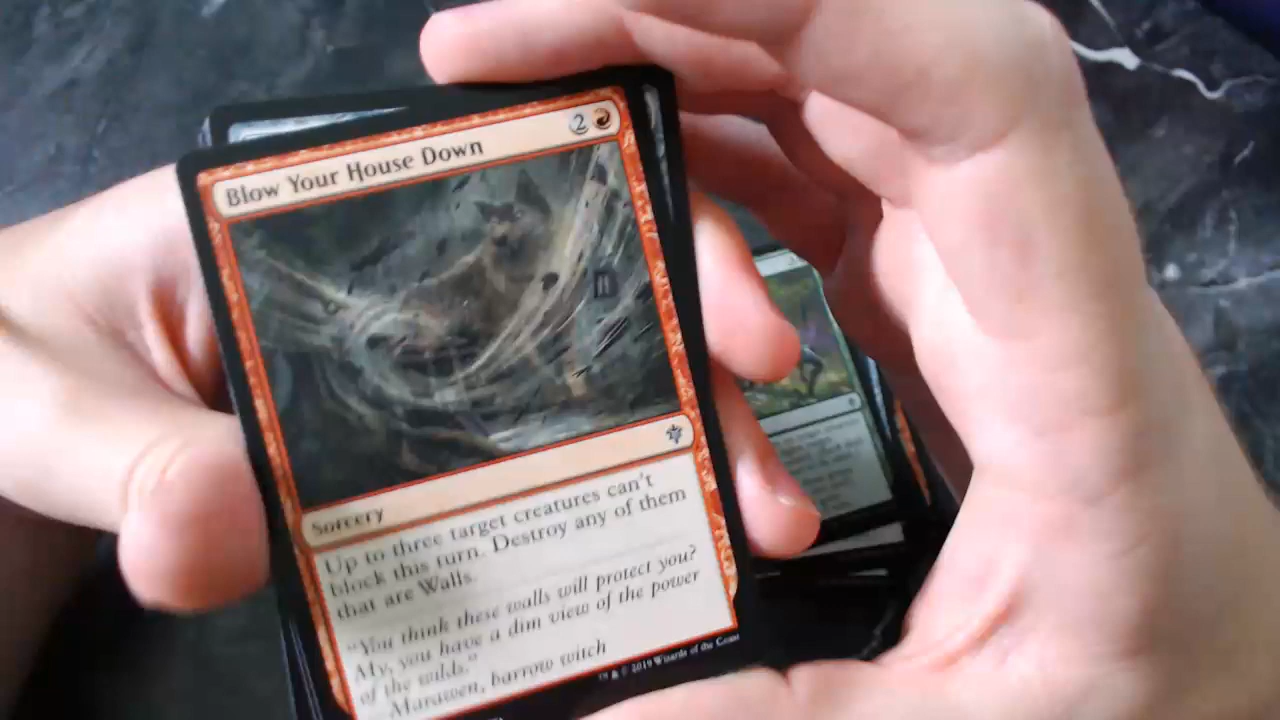 Blow Your House Down
2
Sorcery
Up to three target creatures can't
block this turn. Destroy any of them
that are Walls.
"You think these walls will protect you?
My, you have a dim view of the power
of the wilds."
Marawen, barrow witch
™ & © 2019 Wizards of the Coast